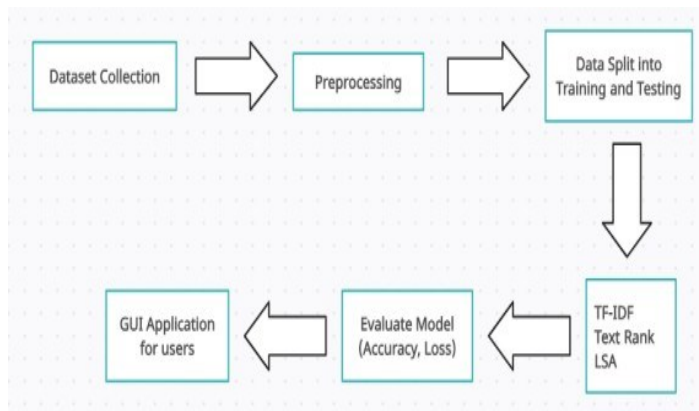 Dataset Collection
Preprocessing
Data Split into
Training and Testing
TF-IDF
Text Rank
LSA
Evaluate Model
(Accuracy, Loss)
GUI Application
for users